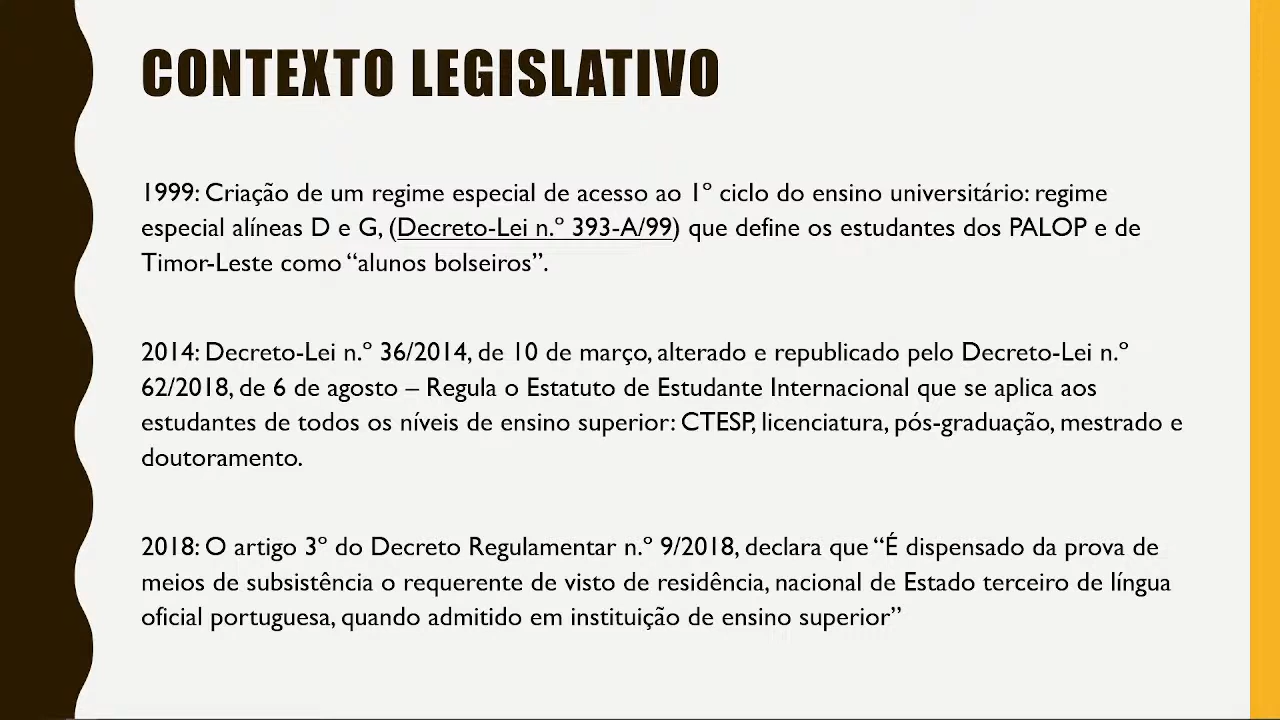 CONTEXTO LEGISLATIVO
1999: Criação de um regime especial de acesso ao 1º ciclo do ensino universitário: regime
especial alíneas D e G, (Decreto-Lei n.º 393-A/99) que define os estudantes dos PALOP e de
Timor-Leste como “alunos bolseiros”.
2014: Decreto-Lei n.º 36/2014, de 10 de março, alterado e republicado pelo Decreto-Lei n.º
62/2018, de 6 de agosto – Regula o Estatuto de Estudante Internacional que se aplica aos
estudantes de todos os níveis de ensino superior: CTESP, licenciatura, pós-graduação, mestrado e
doutoramento.
2018: O artigo 3º do Decreto Regulamentar n.º 9/2018, declara que “É dispensado da prova de
meios de subsistência o requerente de visto de residência, nacional de Estado terceiro de língua
oficial portuguesa, quando admitido em instituição de ensino superior”